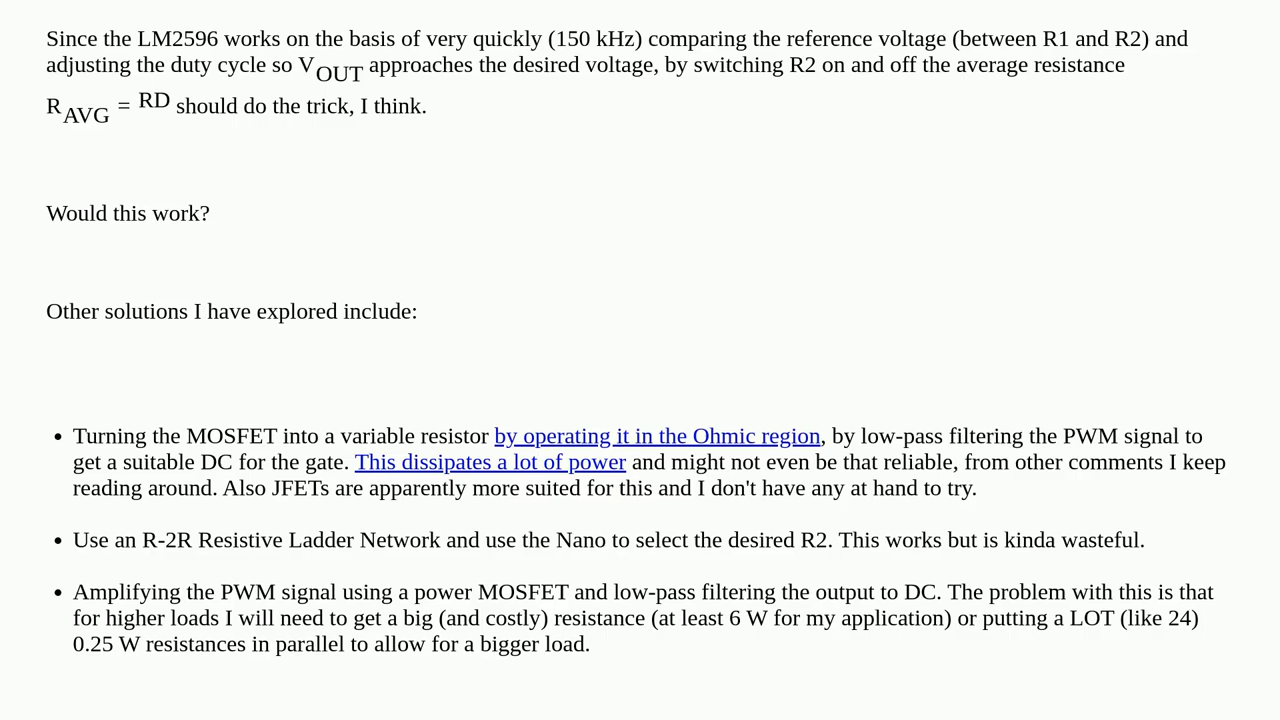 Since the LM2596 works on the basis of very quickly (150 kHz) comparing the reference voltage (between R1 and R2) and
adjusting the duty cycle so VOUT approaches the desired voltage, by switching R2 on and off the average resistance
RAVG = RD should do the trick, I think.
Would this work?
Other solutions I have explored include:
• Turning the MOSFET into a variable resistor by operating it in the Ohmic region, by low-pass filtering the PWM signal to
get a suitable DC for the gate. This dissipates a lot of power and might not even be that reliable, from other comments I keep
reading around. Also JFETs are apparently more suited for this and I don't have any at hand to try.
• Use an R-2R Resistive Ladder Network and use the Nano to select the desired R2. This works but is kinda wasteful.
• Amplifying the PWM signal using a power MOSFET and low-pass filtering the output to DC. The problem with this is that
for higher loads I will need to get a big (and costly) resistance (at least 6 W for my application) or putting a LOT (like 24)
0.25 W resistances in parallel to allow for a bigger load.